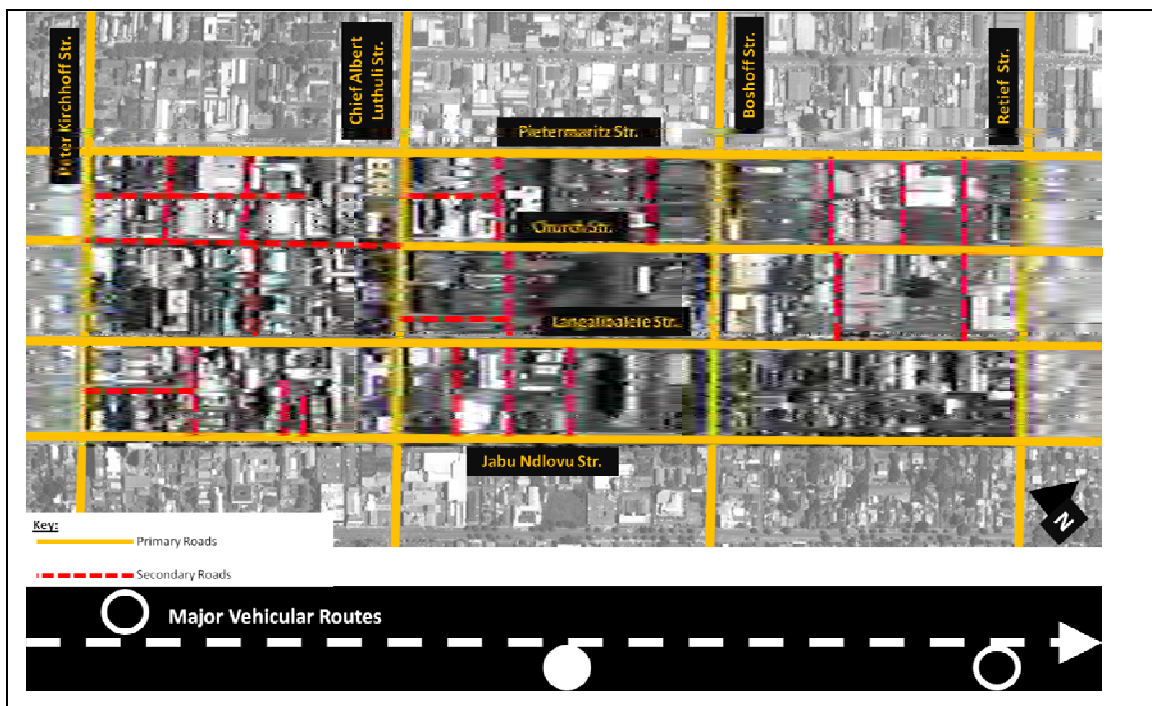 Peter Kirchhoff Str.
Chief Albert
Luthuli Str.
Boshoff Str.
Retief Str.
Pietermaritz Str.
Church Str.
Langalibalele Str.
Jabu Ndlovu Str.
N
Key:
Primary Roads
Secondary Roads
Major Vehicular Routes